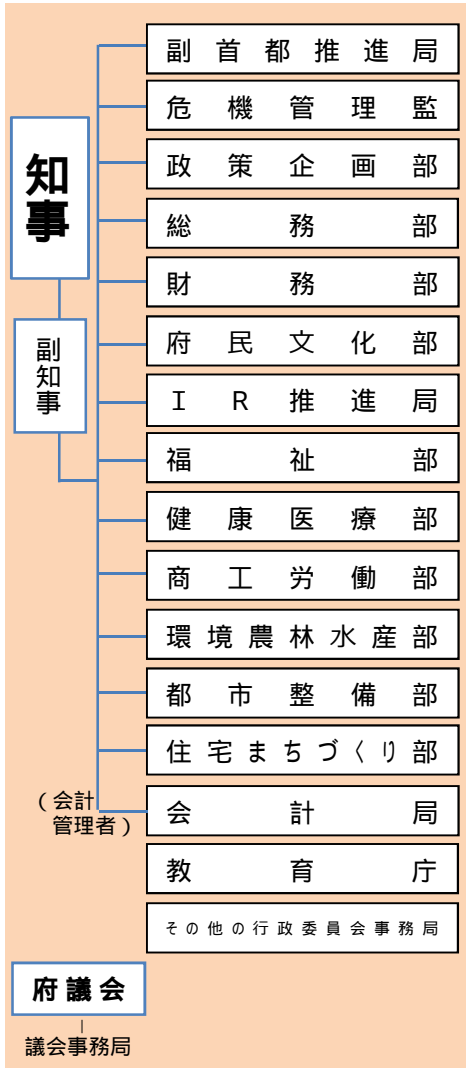 知事
副知事
副首都推進局
危機管理監
政策企画部
総務部
財務部
府民文化部
ＩＲ推進局
福祉部
健康医療部
商工労働部
環境農林水産部
都市整備部
住宅まちづくり部
（会計
管理者）
会計局
教育庁
その他の行政委員会事務局
府議会
議会事務局